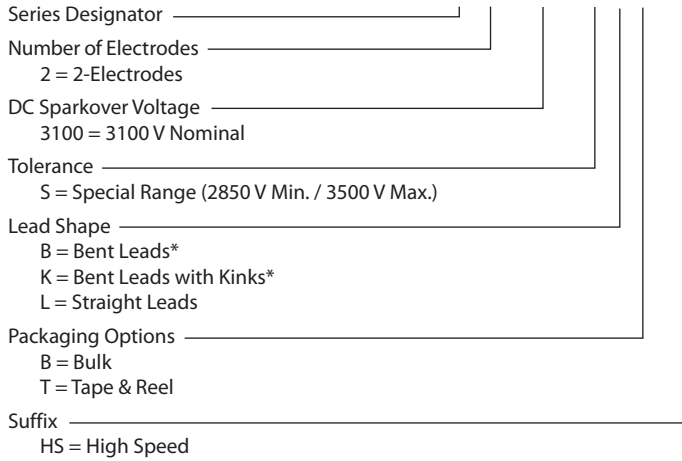 Series Designator
Number of Electrodes
2 = 2-Electrodes
DC Sparkover Voltage
3100 = 3100 V Nominal
Tolerance
S = Special Range (2850 V Min. / 3500 V Max.)
Lead Shape
B = Bent Leads*
K = Bent Leads with Kinks*
L = Straight Leads
Packaging Options
B = Bulk
T = Tape & Reel
Suffix
HS = High Speed